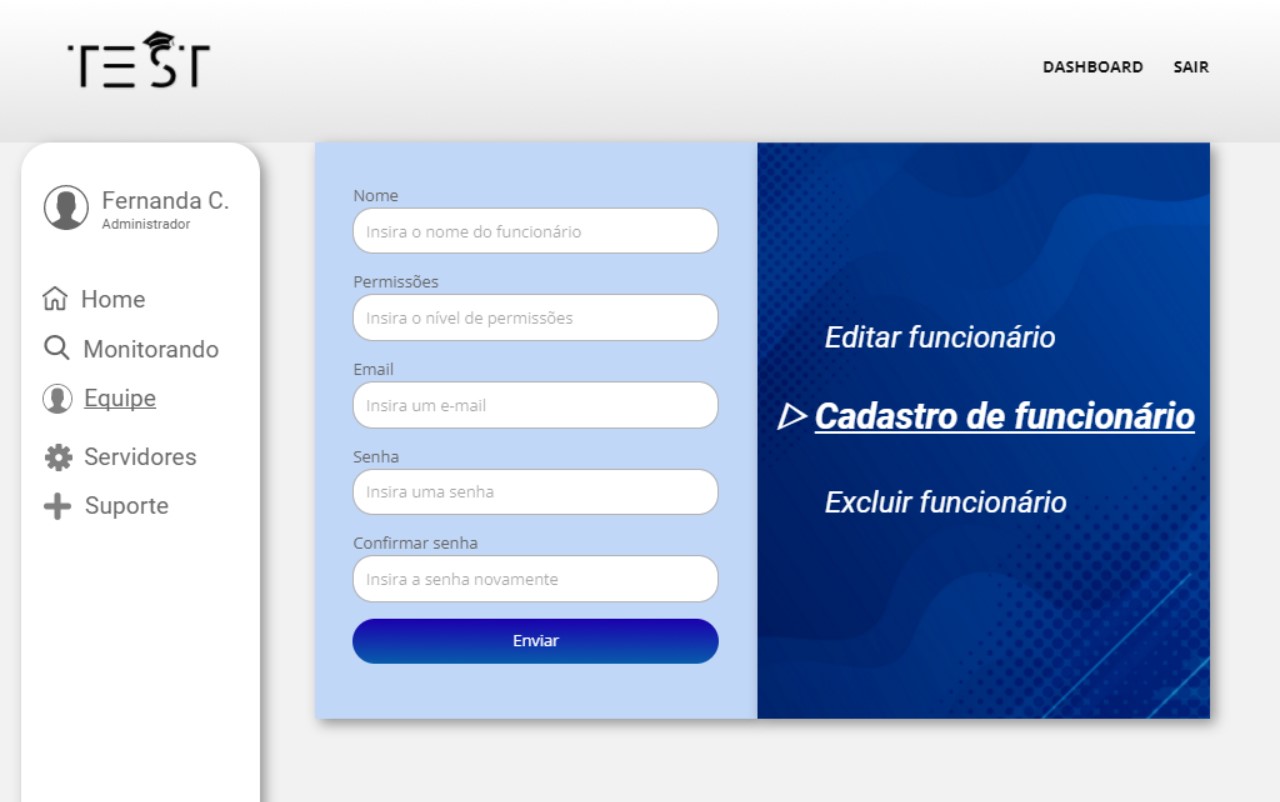 TEST
DASHBOARD SAIR
Fernanda C.
Administrador
Home
Monitorando
Equipe
Servidores
Suporte
Nome
Insira o nome do funcionário
Permissões
Insira o nível de permissões
Email
Insira um e-mail
Senha
Insira uma senha
Confirmar senha
Insira a senha novamente
Enviar
Editar funcionário
Cadastro de funcionário
Excluir funcionário